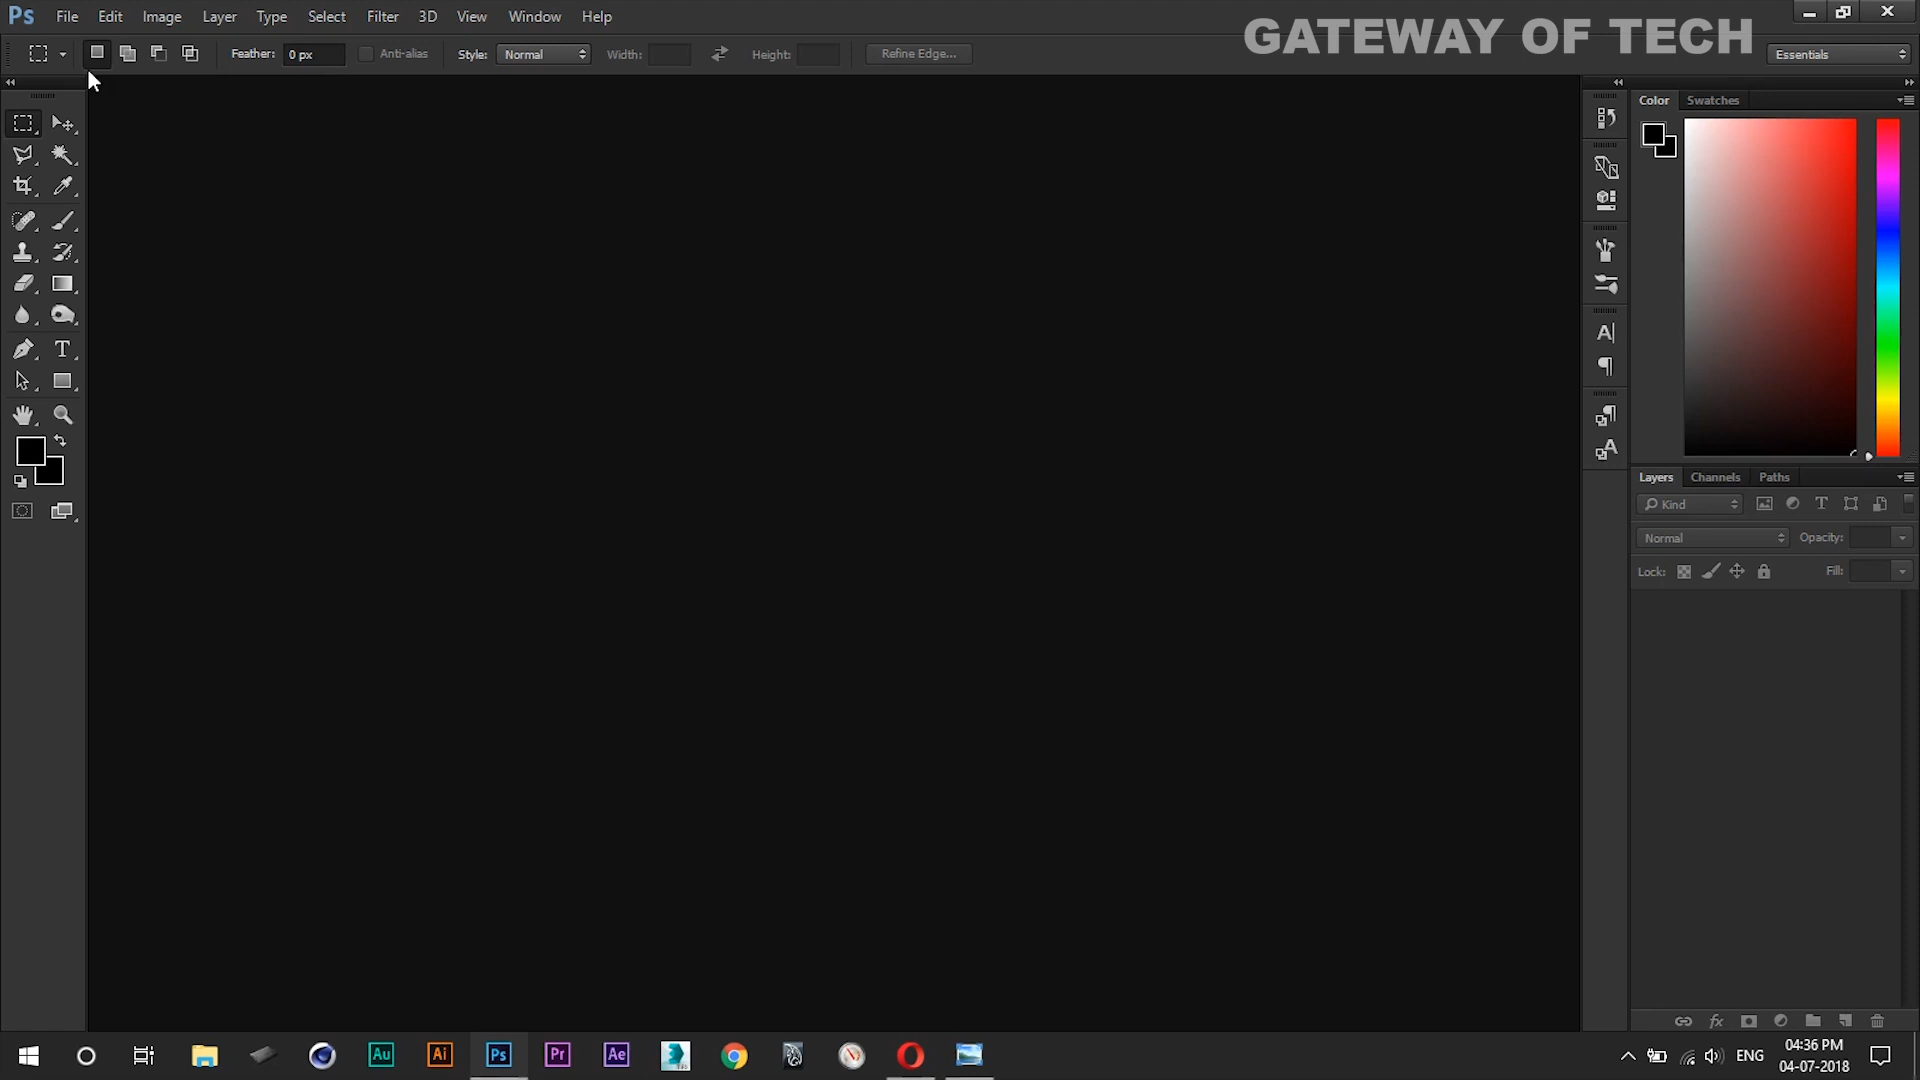 Ps File Edit Image Layer Type Select Filter 3D View Window Help
GATEWAY OF TECH
Feather: 0 px Anti-alias Style: Normal Width: Height: Refine Edge... Essentials
Color Swatches
Layers Channels Paths
Kind
Normal Opacity:
Lock: Fill:
Au Ai Ps Pr Ae
ENG
04:36 PM
04-07-2018